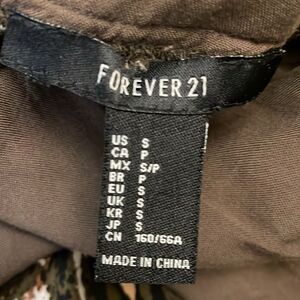 FOREVER 21
US S
CA P
MX S/P
BR P
EU S
UK S
KR S
JP S
CN 160/66A
MADE IN CHINA